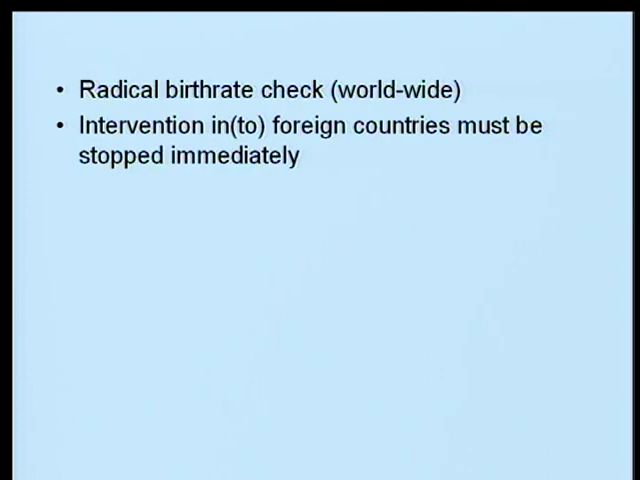 • Radical birthrate check (world-wide)
• Intervention in(to) foreign countries must be
stopped immediately